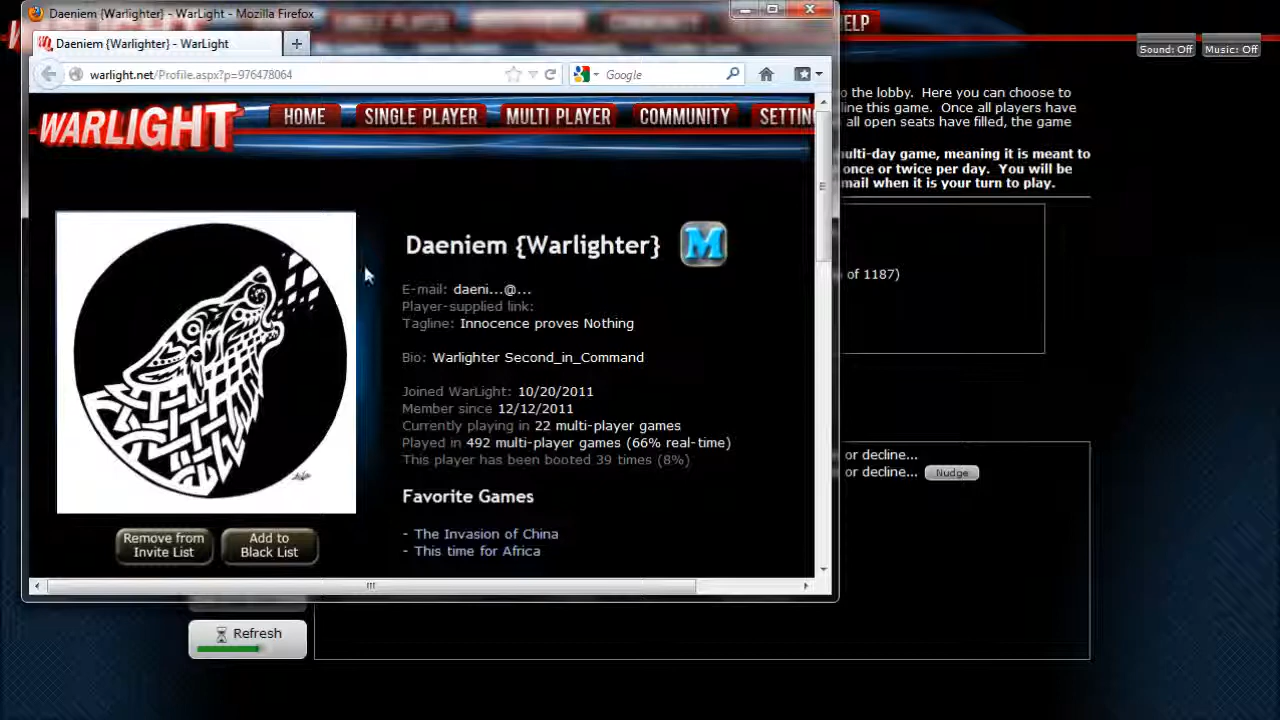 Daeniem {Warlighter} - WarLight - Mozilla Firefox
Daeniem {Warlighter} - WarLight
+
warlight.net/Profile.aspx?p=976478064
Google
WARLIGHT
HOME
SINGLE PLAYER
MULTI PLAYER
COMMUNITY
SETTIN
Daeniem {Warlighter}
M
E-mail: daeni...@...
Player-supplied link:
Tagline: Innocence proves Nothing
Bio: Warlighter Second_in_Command
Joined WarLight: 10/20/2011
Member since 12/12/2011
Currently playing in 22 multi-player games
Played in 492 multi-player games (66% real-time)
This player has been booted 39 times (8%)
Favorite Games
- The Invasion of China
- This time for Africa
Remove from
Invite List
Add to
Black List
ELP
Sound: Off
Music: Off
o the lobby. Here you can choose to
line this game. Once all players have
all open seats have filled, the game
ulti-day game, meaning it is meant to
once or twice per day. You will be
mail when it is your turn to play.
of 1187)
or decline...
or decline...
Nudge
Refresh